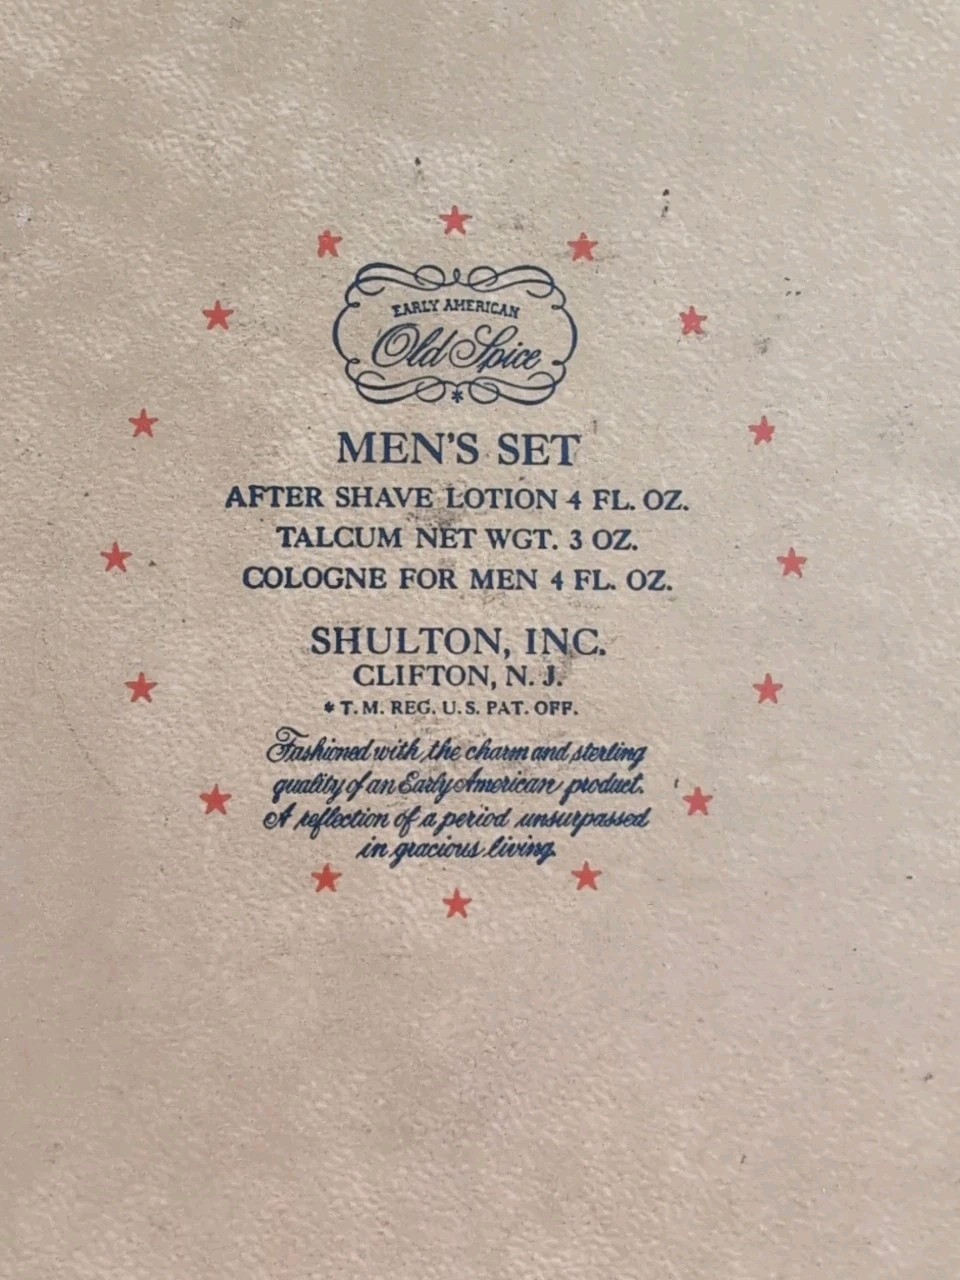 EARLY AMERICAN
Old Spice
*
MEN'S SET
AFTER SHAVE LOTION 4 FL. OZ.
TALCUM NET WGT. 3 OZ.
COLOGNE FOR MEN 4 FL. OZ.
SHULTON, INC.
CLIFTON, N. J.
* T. M. REG. U. S. PAT. OFF.
Fashioned with the charm and sterling
quality of an Early American product.
A reflection of a period unsurpassed
in gracious living.